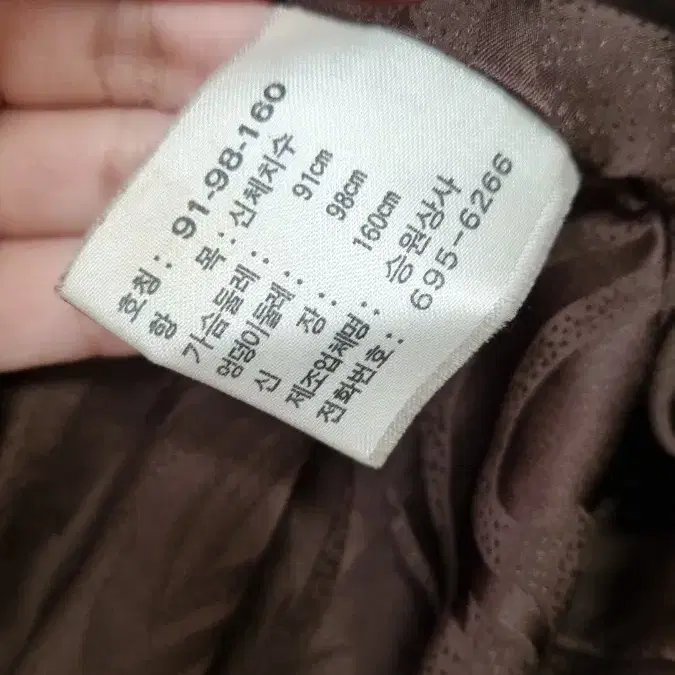 호칭 : 91-98-160
항 목 : 신체치수
가슴둘레 : 91cm
엉덩이둘레 : 98cm
신 장 : 160cm
제조업체명 : 승원상사
전화번호 : 695-6266